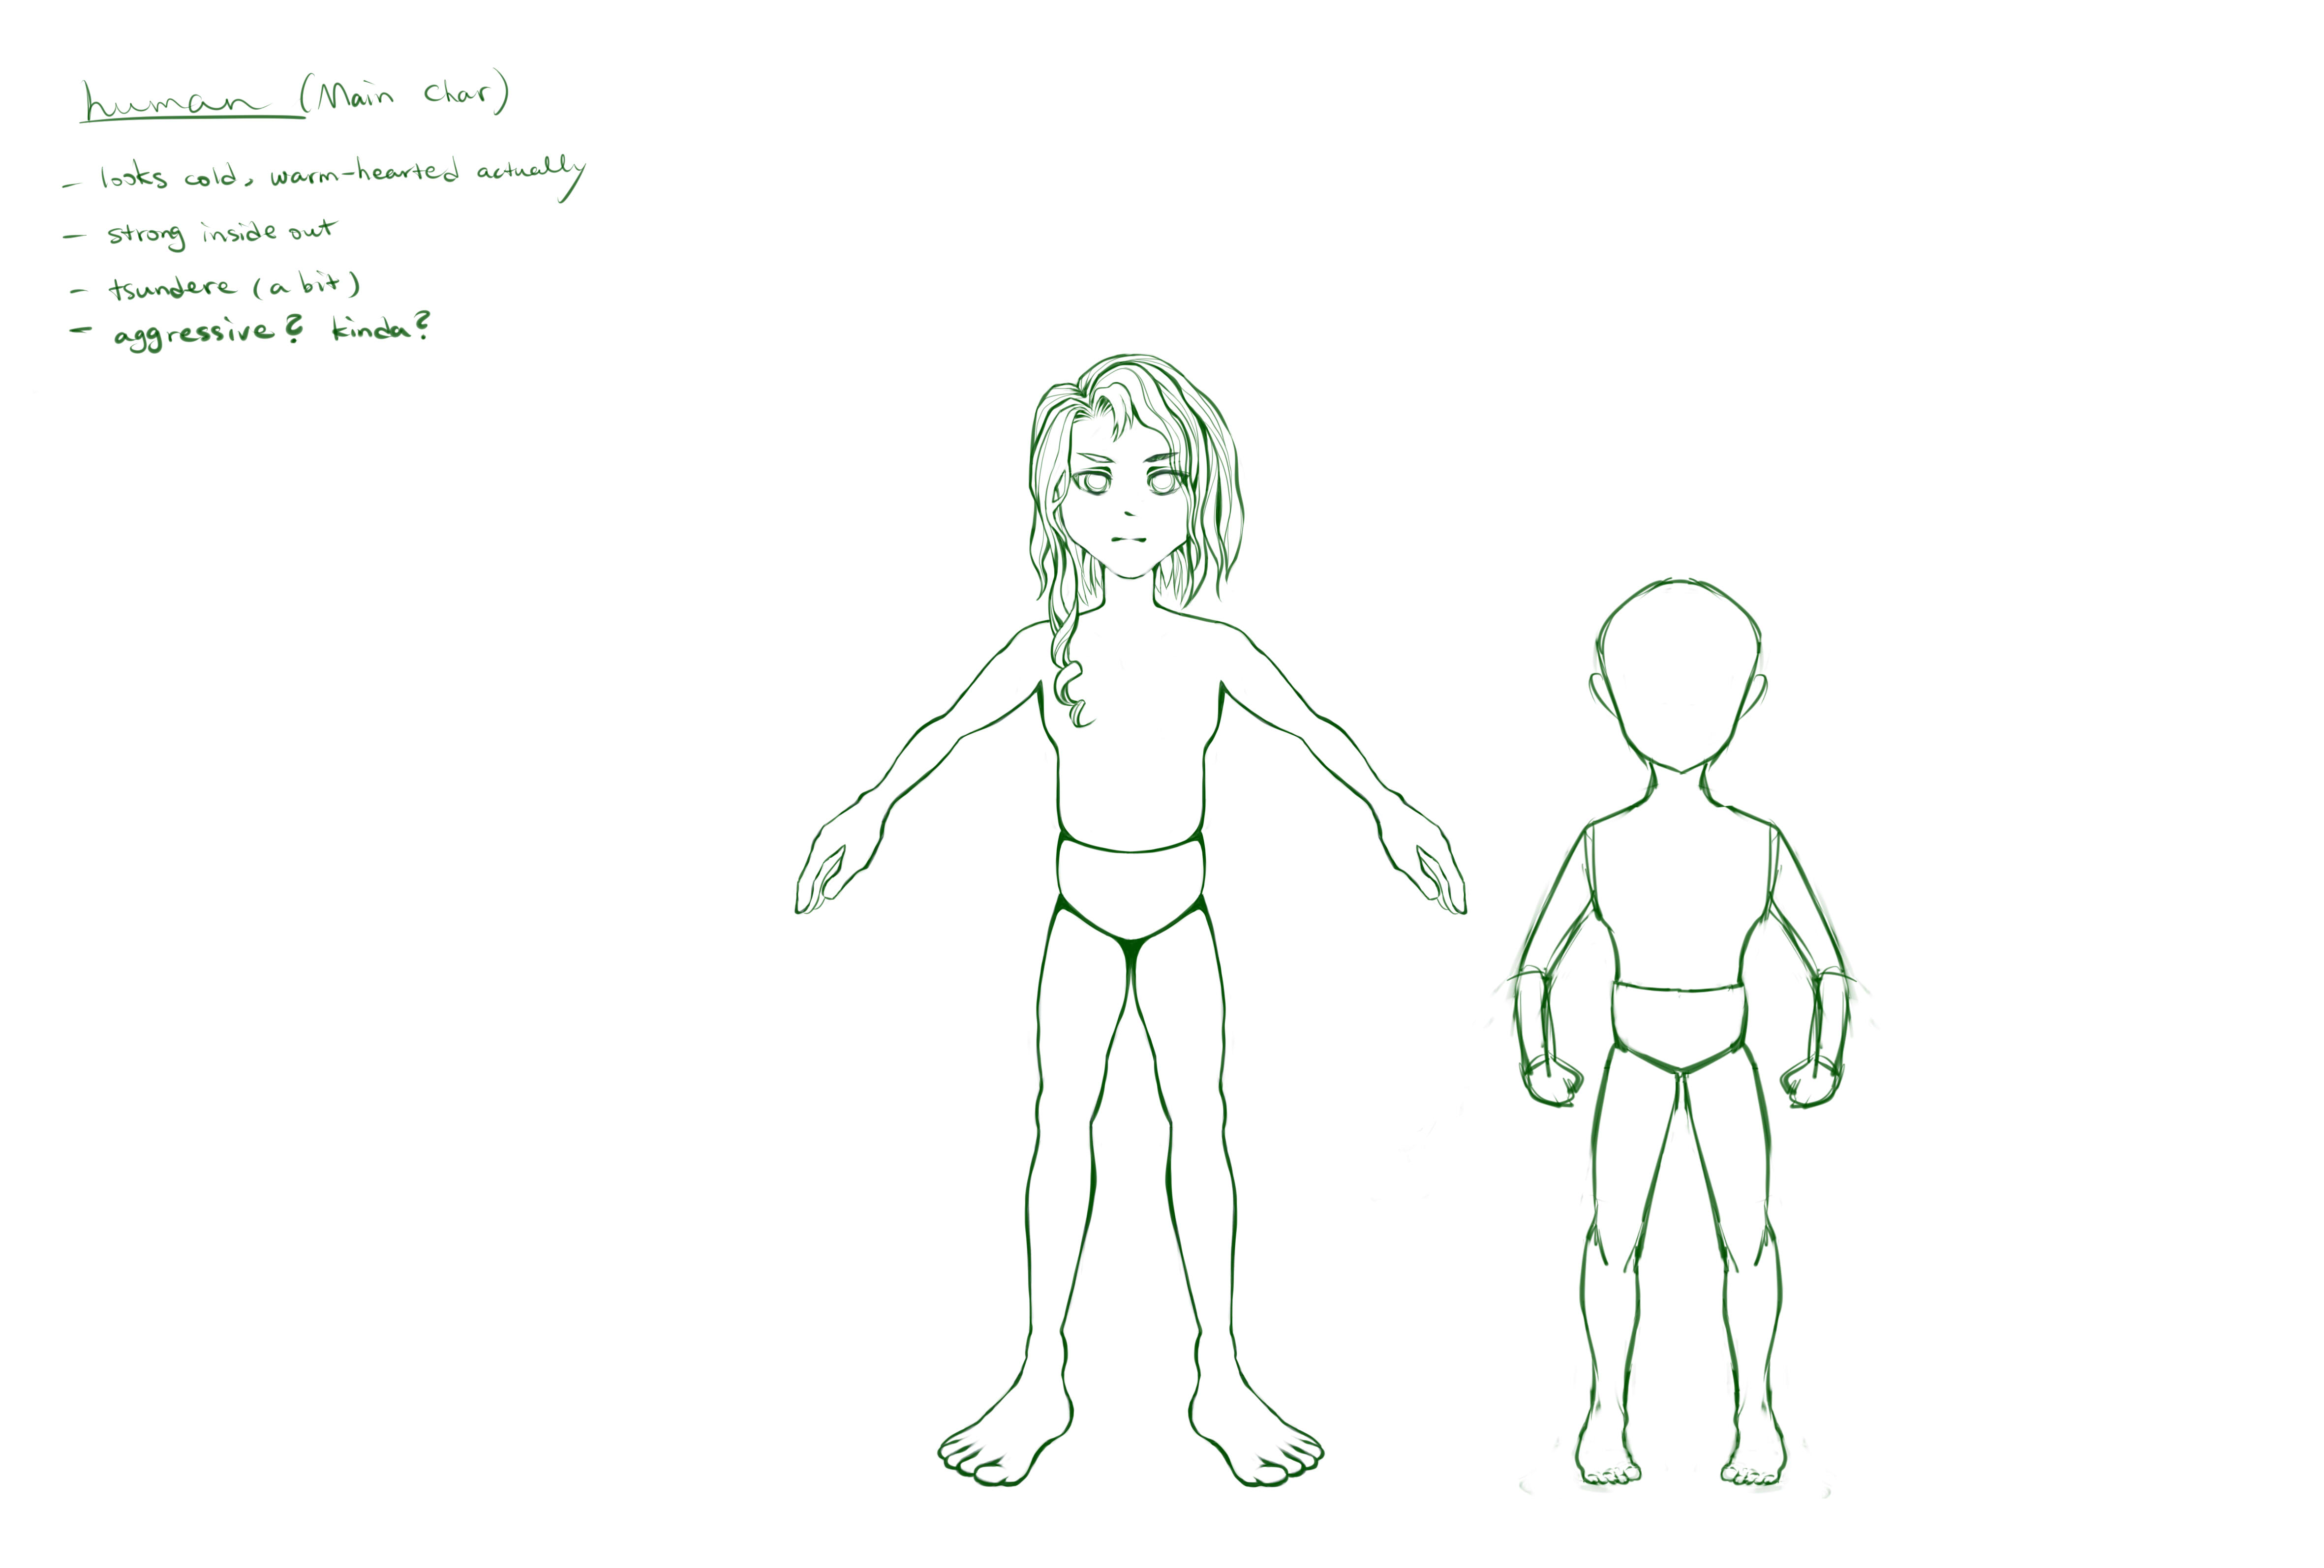 human (Main char)
- looks cold, warm-hearted actually
- strong inside out
- tsundere (a bit)
- aggressive? kinda?